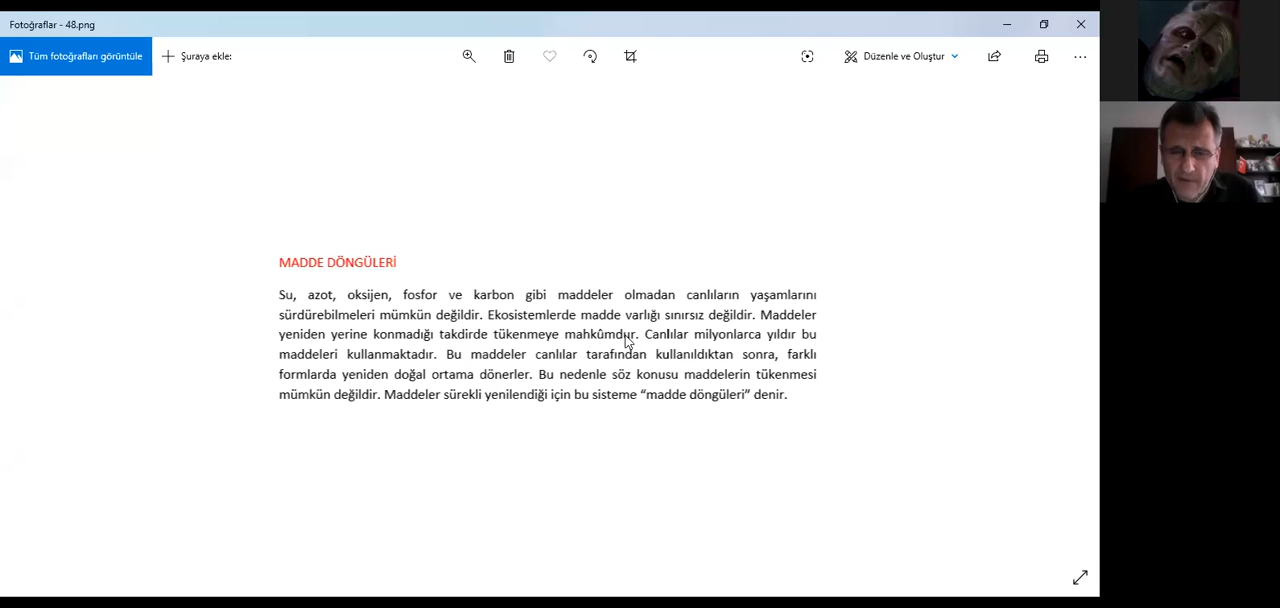 Fotoğraflar - 48.png
Tüm fotoğrafları görüntüle
Şuraya ekle:
Düzenle ve Oluştur
MADDE DÖNGÜLERİ
Su, azot, oksijen, fosfor ve karbon gibi maddeler olmadan canlıların yaşamlarını
sürdürebilmeleri mümkün değildir. Ekosistemlerde madde varlığı sınırsız değildir. Maddeler
yeniden yerine konmadığı takdirde tükenmeye mahkûmdur. Canlılar milyonlarca yıldır bu
maddeleri kullanmaktadır. Bu maddeler canlılar tarafından kullanıldıktan sonra, farklı
formlarda yeniden doğal ortama dönerler. Bu nedenle söz konusu maddelerin tükenmesi
mümkün değildir. Maddeler sürekli yenilendiği için bu sisteme “madde döngüleri” denir.